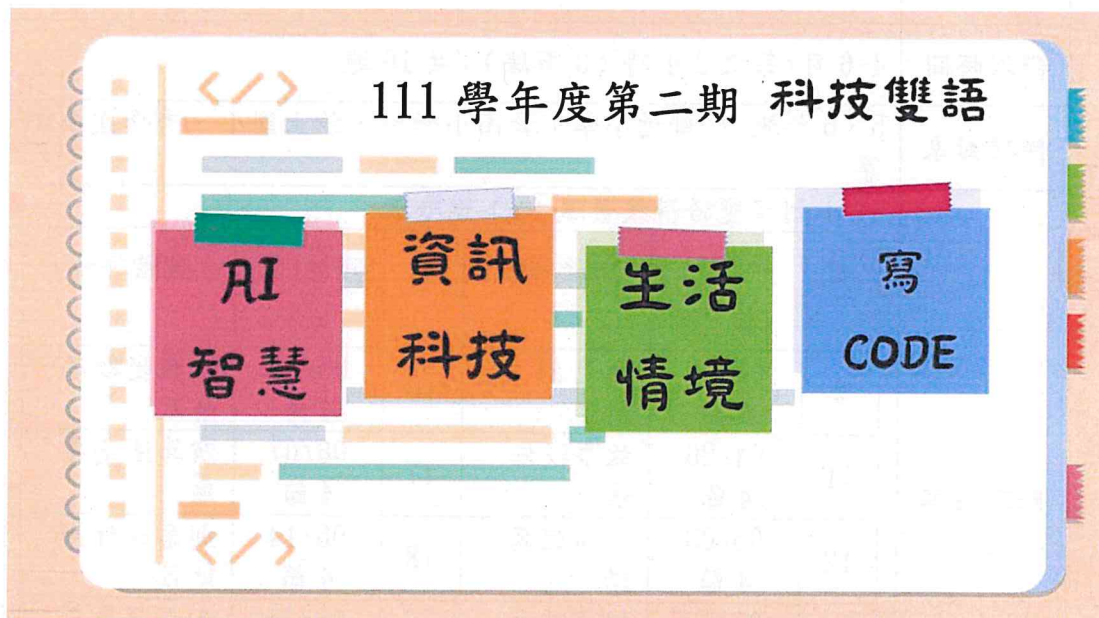 </>
111 學年度第二期 科技雙語
AI
智慧
資訊
科技
生活
情境
寫
CODE
</>